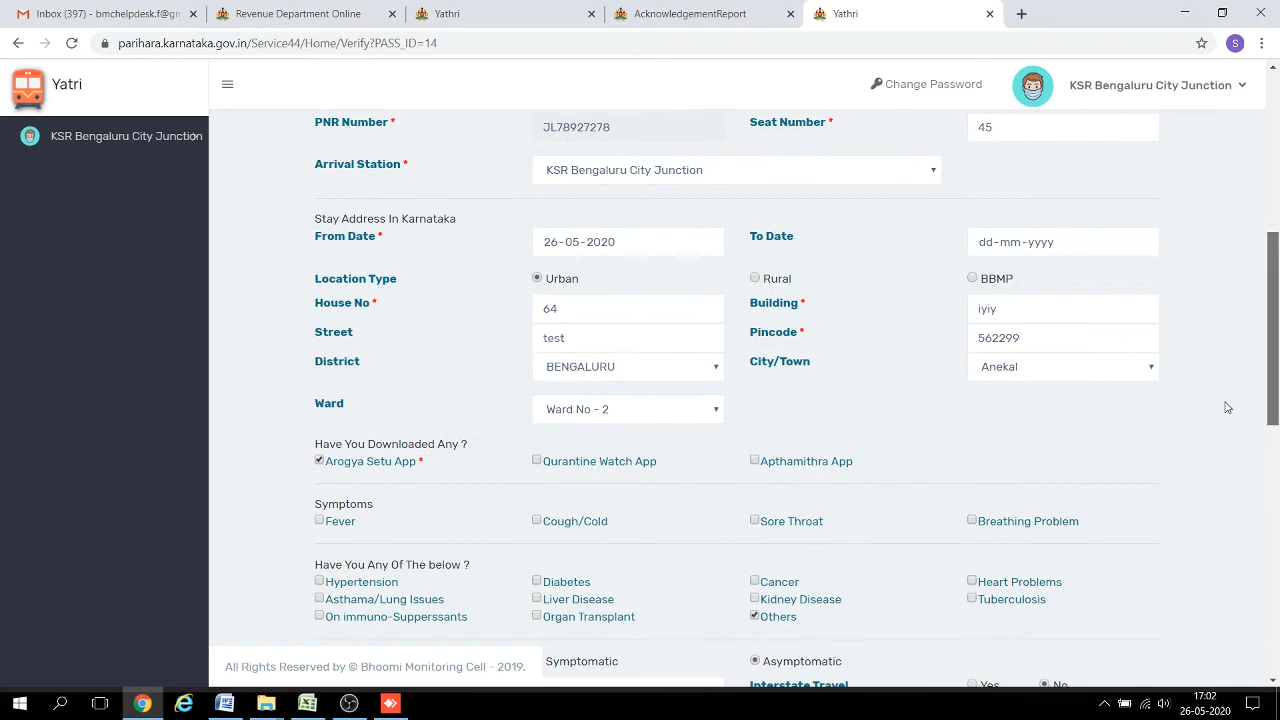 Inbox (397) - bmchelpdesk.f@gm
Revenue Department Online
Yathri
AcknowledgementReport
Yathri
parihara.karnataka.gov.in/Service44/Home/Verify?PASS_ID=14
S
Yatri
Change Password
KSR Bengaluru City Junction
KSR Bengaluru City Junction
PNR Number * JL78927278 Seat Number * 45
Arrival Station * KSR Bengaluru City Junction
Stay Address In Karnataka
From Date * 26-05-2020 To Date dd-mm-yyyy
Location Type Urban Rural BBMP
House No * 64 Building * iyiy
Street test Pincode * 562299
District BENGALURU City/Town Anekal
Ward Ward No - 2
Have You Downloaded Any ?
Arogya Setu App * Qurantine Watch App Apthamithra App
Symptoms
Fever Cough/Cold Sore Throat Breathing Problem
Have You Any Of The below ?
Hypertension Diabetes Cancer Heart Problems
Asthama/Lung Issues Liver Disease Kidney Disease Tuberculosis
On immuno-Supperssants Organ Transplant Others
Symptomatic Asymptomatic
All Rights Reserved by © Bhoomi Monitoring Cell - 2019.
Interstate Travel Yes No
17:02
26-05-2020